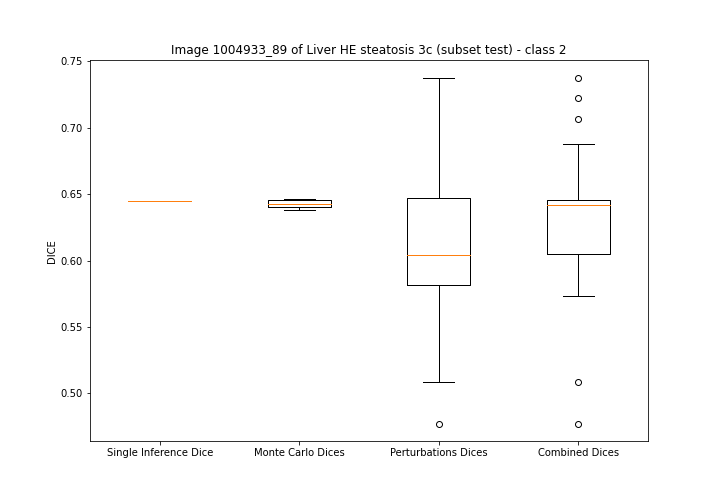 Image 1004933_89 of Liver HE steatosis 3c (subset test) - class 2
0.75
0.70
0.65
0.60
0.55
0.50
DICE
Single Inference Dice
Monte Carlo Dices
Perturbations Dices
Combined Dices